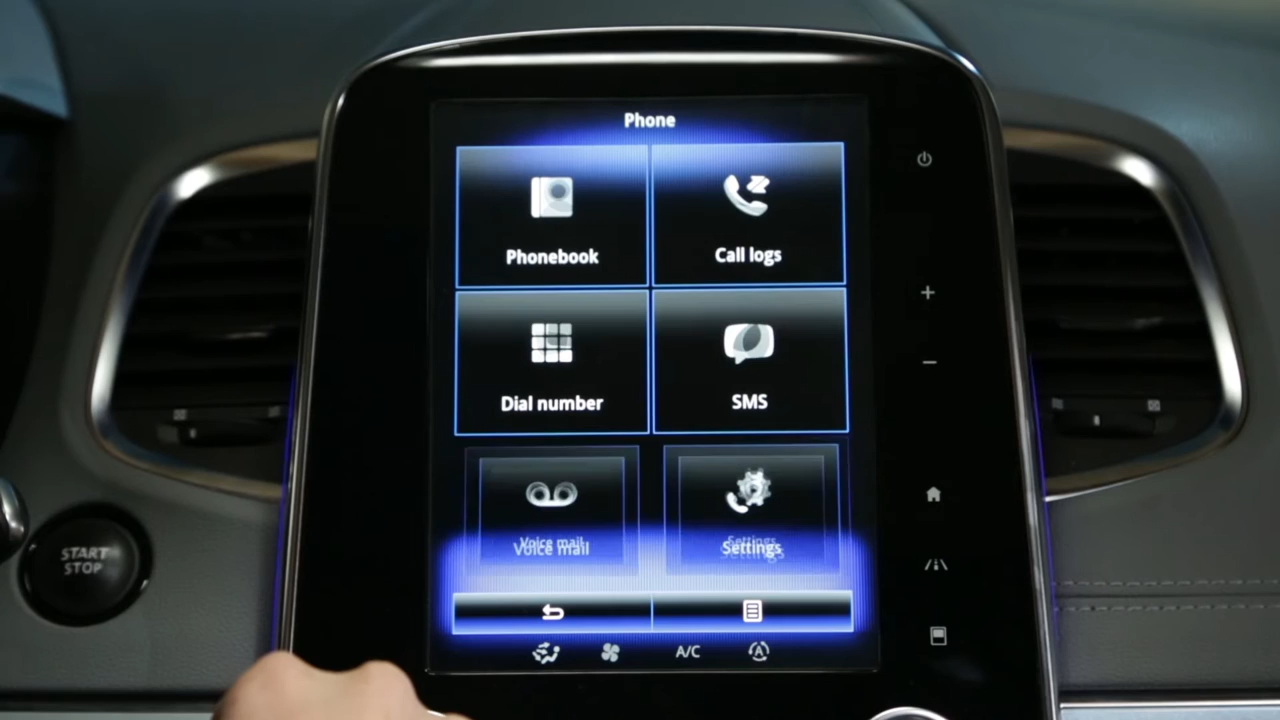 Phone
Phonebook
Call logs
Dial number
SMS
Voice mail
Settings
START
STOP
A/C
A